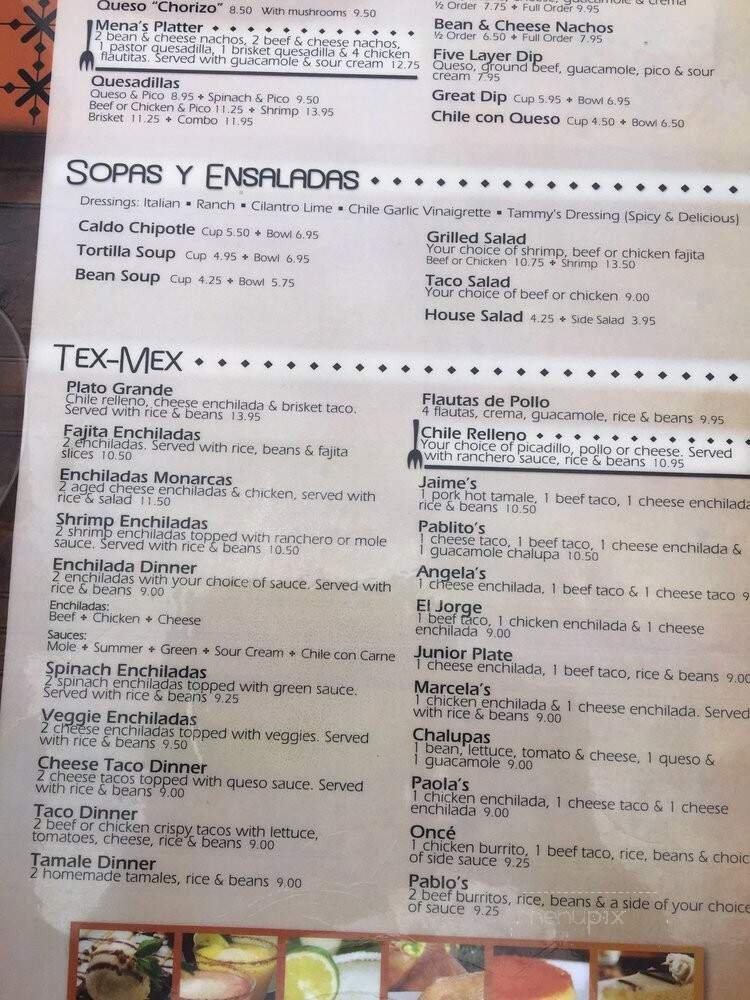 Queso "Chorizo" 8.50 With mushrooms 9.50
Mena's Platter
2 bean & cheese nachos, 2 beef & cheese nachos,
1 pastor quesadilla, 1 brisket quesadilla & 4 chicken
flautitas. Served with guacamole & sour cream 12.75
Quesadillas
Queso & Pico 8.95 + Spinach & Pico 9.50
Beef or Chicken & Pico 11.25 + Shrimp 13.95
Brisket 11.25 + Combo 11.95
guacamole & crema
½ Order 7.75 + Full Order 9.95
Bean & Cheese Nachos
½ Order 6.50 + Full Order 7.95
Five Layer Dip
Queso, ground beef, guacamole, pico & sour
cream 7.95
Great Dip Cup 5.95 + Bowl 6.95
Chile con Queso Cup 4.50 + Bowl 6.50
Sopas y Ensaladas
Dressings: Italian ▪ Ranch ▪ Cilantro Lime ▪ Chile Garlic Vinaigrette ▪ Tammy's Dressing (Spicy & Delicious)
Caldo Chipotle Cup 5.50 + Bowl 6.95
Tortilla Soup Cup 4.95 + Bowl 6.95
Bean Soup Cup 4.25 + Bowl 5.75
Grilled Salad
Your choice of shrimp, beef or chicken fajita
Beef or Chicken 10.75 + Shrimp 13.50
Taco Salad
Your choice of beef or chicken 9.00
House Salad 4.25 + Side Salad 3.95
Tex-Mex
Plato Grande
Chile relleno, cheese enchilada & brisket taco.
Served with rice & beans 13.95
Fajita Enchiladas
2 enchiladas. Served with rice, beans & fajita
slices 10.50
Enchiladas Monarcas
2 aged cheese enchiladas & chicken, served with
rice & salad 11.50
Shrimp Enchiladas
2 shrimp enchiladas topped with ranchero or mole
sauce. Served with rice & beans 10.50
Enchilada Dinner
2 enchiladas with your choice of sauce. Served with
rice & beans 9.00
Enchiladas:
Beef + Chicken + Cheese
Sauces:
Mole + Summer + Green + Sour Cream + Chile con Carne
Spinach Enchiladas
2 spinach enchiladas topped with green sauce.
Served with rice & beans 9.25
Veggie Enchiladas
2 cheese enchiladas topped with veggies. Served
with rice & beans 9.50
Cheese Taco Dinner
2 cheese tacos topped with queso sauce. Served
with rice & beans 9.00
Taco Dinner
2 beef or chicken crispy tacos with lettuce,
tomatoes, cheese, rice & beans 9.00
Tamale Dinner
2 homemade tamales, rice & beans 9.00
Flautas de Pollo
4 flautas, crema, guacamole, rice & beans 9.95
Chile Relleno
Your choice of picadillo, pollo or cheese. Served
with ranchero sauce, rice & beans 10.95
Jaime's
1 pork hot tamale, 1 beef taco, 1 cheese enchilada
rice & beans 10.50
Pablito's
1 cheese taco, 1 beef taco, 1 cheese enchilada &
1 guacamole chalupa 10.50
Angela's
1 cheese enchilada, 1 beef taco & 1 cheese taco 9
El Jorge
1 beef taco, 1 chicken enchilada & 1 cheese
enchilada 9.00
Junior Plate
1 cheese enchilada, 1 beef taco, rice & beans 9.00
Marcela's
1 chicken enchilada & 1 cheese enchilada. Served
with rice & beans 9.00
Chalupas
1 bean, lettuce, tomato & cheese, 1 queso &
1 guacamole 9.00
Paola's
1 chicken enchilada, 1 cheese taco & 1 cheese
enchilada 9.00
Oncé
1 chicken burrito, 1 beef taco, rice, beans & choic
of side sauce 9.25
Pablo's
2 beef burritos, rice, beans & a side of your choice
of sauce 9.25
menupix